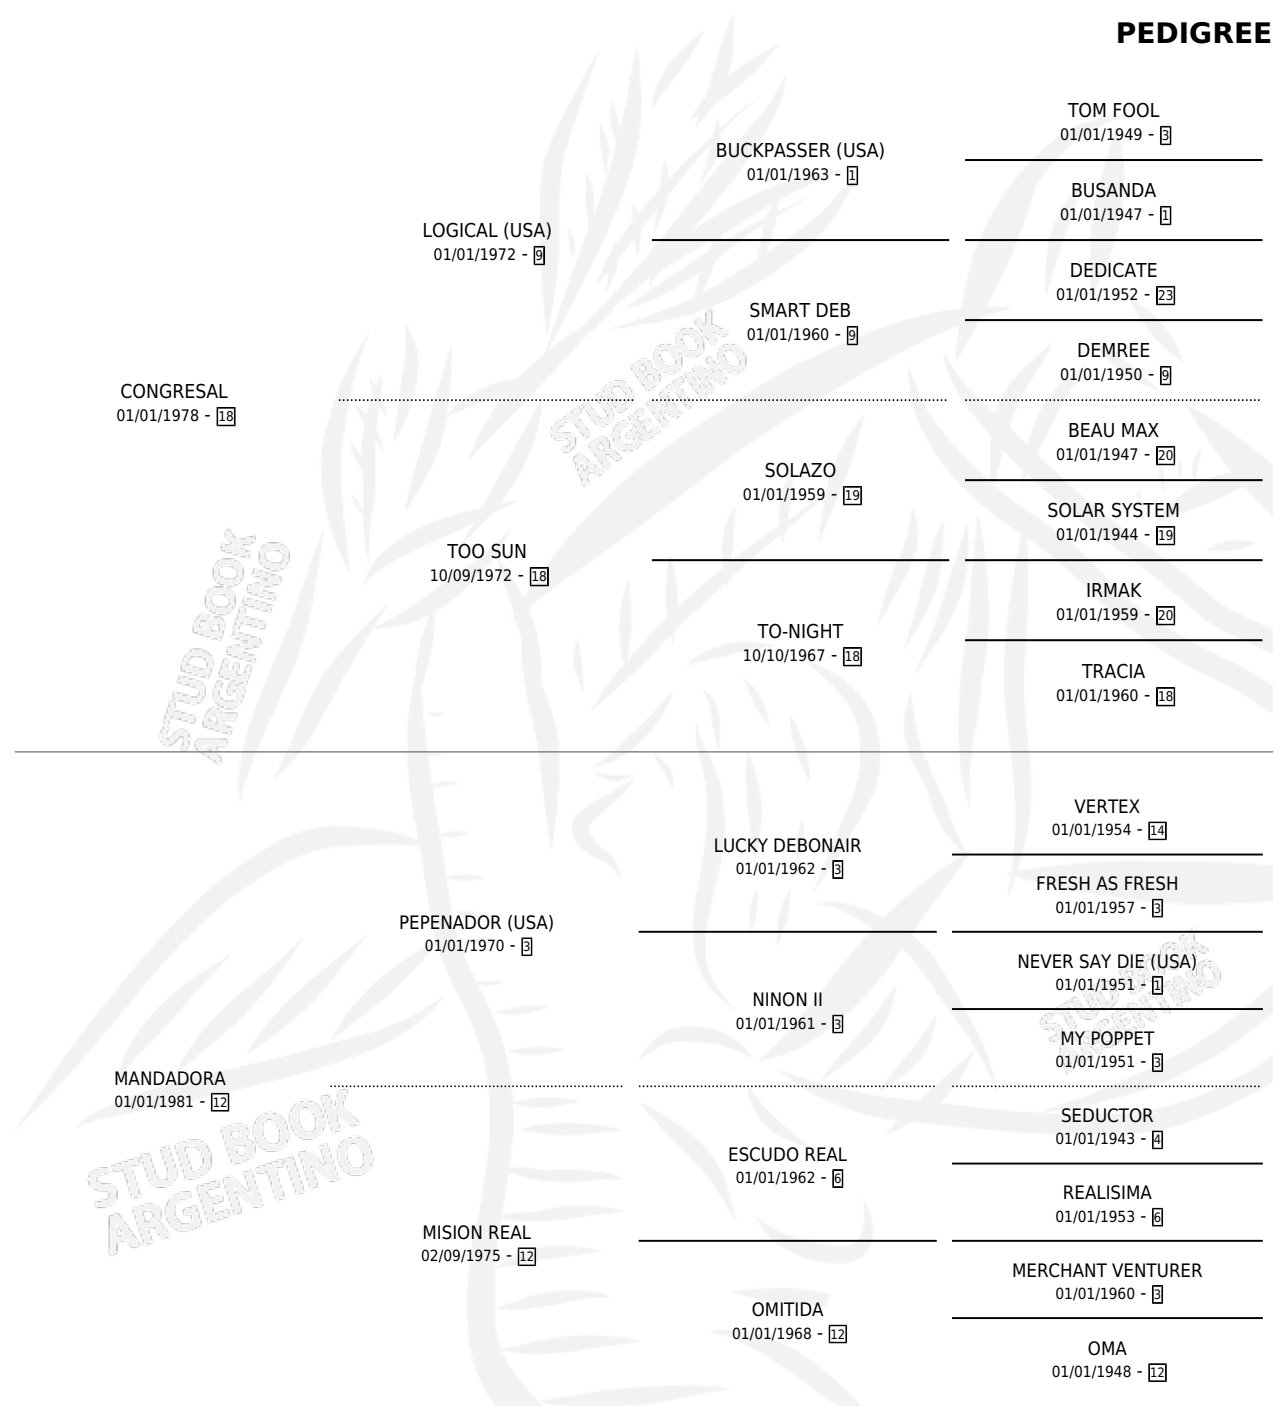 PEDIGREE
TOM FOOL
01/01/1949 - 3
BUCKPASSER (USA)
01/01/1963 - 1
BUSANDA
01/01/1947 - 1
LOGICAL (USA)
01/01/1972 - 9
DEDICATE
01/01/1952 - 23
SMART DEB
01/01/1960 - 9
DEMREE
01/01/1950 - 9
CONGRESAL
01/01/1978 - 18
BEAU MAX
01/01/1947 - 20
SOLAZO
01/01/1959 - 19
SOLAR SYSTEM
01/01/1944 - 19
TOO SUN
10/09/1972 - 18
IRMAK
01/01/1959 - 20
TO-NIGHT
10/10/1967 - 18
TRACIA
01/01/1960 - 18
VERTEX
01/01/1954 - 14
LUCKY DEBONAIR
01/01/1962 - 3
FRESH AS FRESH
01/01/1957 - 3
PEPENADOR (USA)
01/01/1970 - 3
NEVER SAY DIE (USA)
01/01/1951 - 1
NINON II
01/01/1961 - 3
MY POPPET
01/01/1951 - 3
MANDADORA
01/01/1981 - 12
SEDUCTOR
01/01/1943 - 4
ESCUDO REAL
01/01/1962 - 6
REALISIMA
01/01/1953 - 6
MISION REAL
02/09/1975 - 12
MERCHANT VENTURER
01/01/1960 - 3
OMITIDA
01/01/1968 - 12
OMA
01/01/1948 - 12
STUD BOOK
ARGENTINO
STUD BOOK
ARGENTINO
STUD BOOK
ARGENTINO
STUD BOOK
ARGENTINO